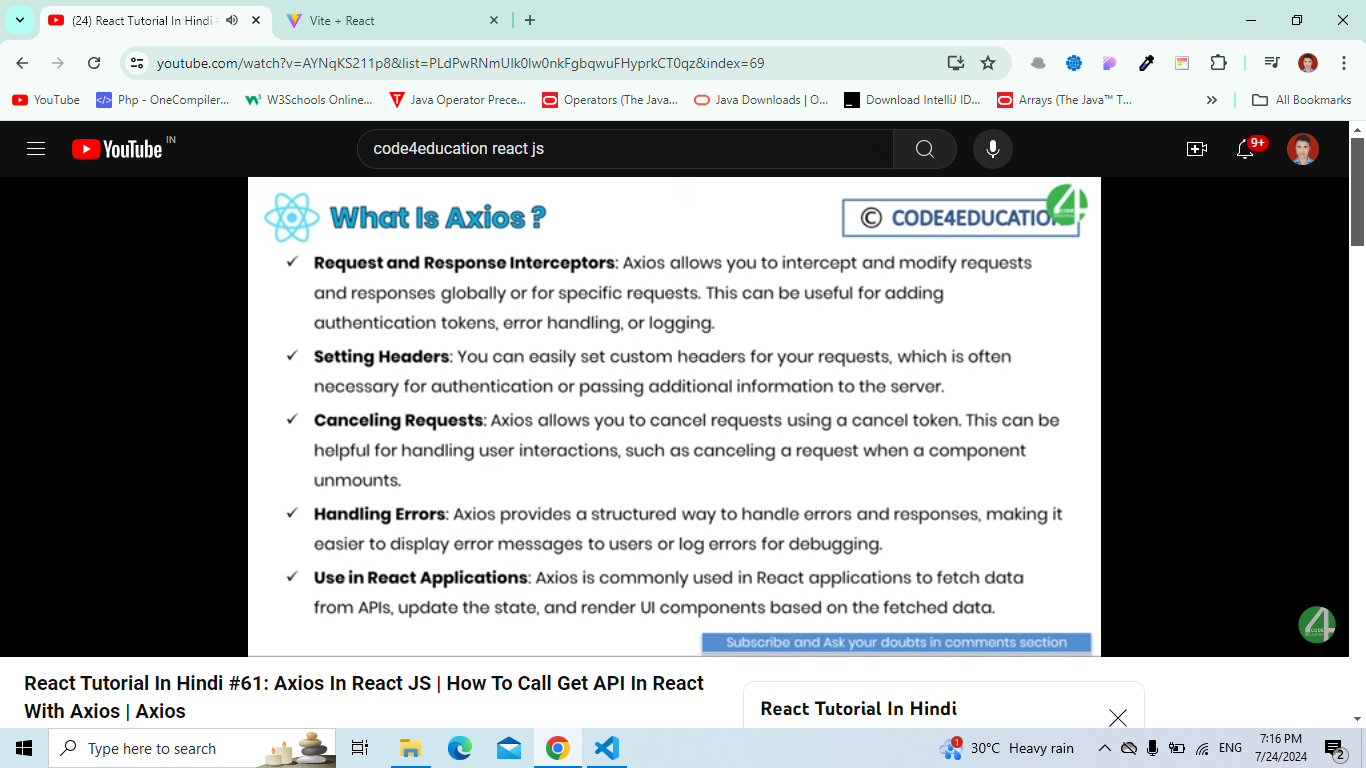 (24) React Tutorial In Hindi
Vite + React
youtube.com/watch?v=AYNqKS211p8&list=PLdPwRNmUIk0lw0nkFgbqwuFHyprkCT0qz&index=69
YouTube
Php - OneCompiler...
W3Schools Online...
Java Operator Prece...
Operators (The Java...
Java Downloads | O...
Download IntelliJ ID...
Arrays (The Java™ T...
All Bookmarks
YouTube IN
code4education react js
9+
What Is Axios ?
© CODE4EDUCATIO
✓ Request and Response Interceptors: Axios allows you to intercept and modify requests
and responses globally or for specific requests. This can be useful for adding
authentication tokens, error handling, or logging.
✓ Setting Headers: You can easily set custom headers for your requests, which is often
necessary for authentication or passing additional information to the server.
✓ Canceling Requests: Axios allows you to cancel requests using a cancel token. This can be
helpful for handling user interactions, such as canceling a request when a component
unmounts.
✓ Handling Errors: Axios provides a structured way to handle errors and responses, making it
easier to display error messages to users or log errors for debugging.
✓ Use in React Applications: Axios is commonly used in React applications to fetch data
from APIs, update the state, and render UI components based on the fetched data.
Subscribe and Ask your doubts in comments section
React Tutorial In Hindi #61: Axios In React JS | How To Call Get API In React
With Axios | Axios
React Tutorial In Hindi
Type here to search
1
30°C Heavy rain
ENG
7:16 PM
7/24/2024
2